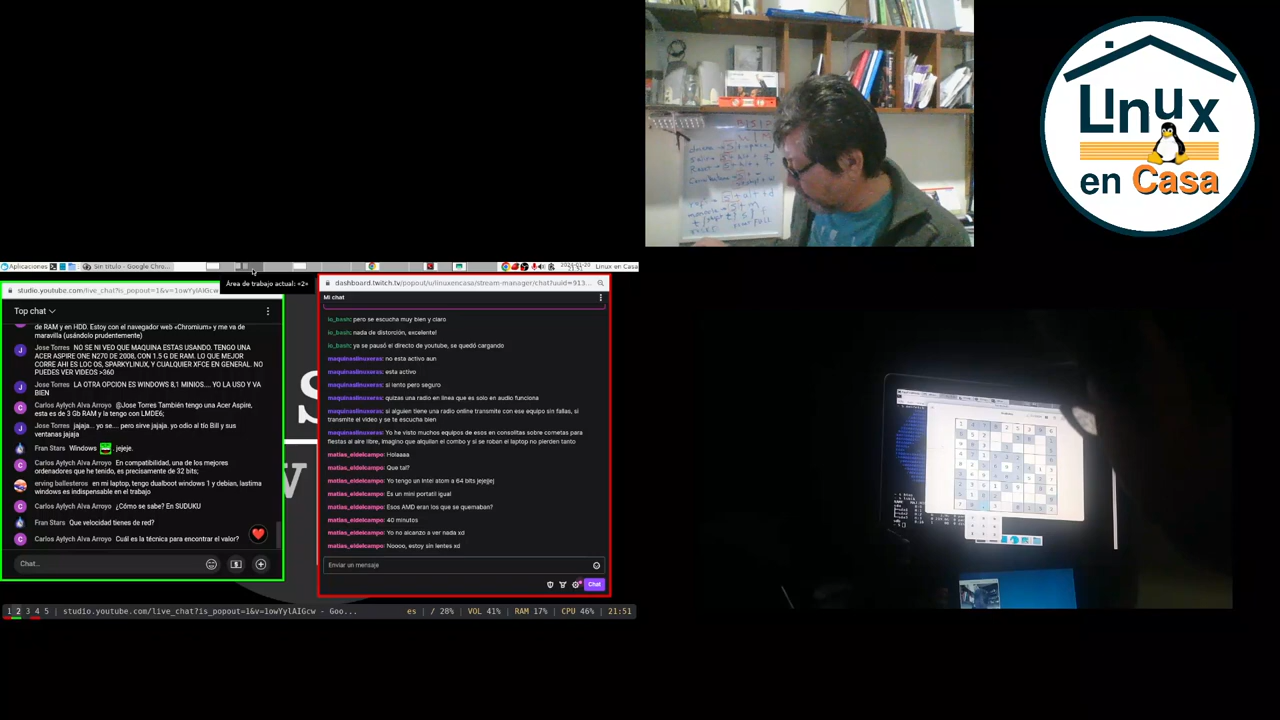 Linux
en Casa
Aplicaciones
Sin título - Google Chro...
2024-01-20
Linux en Casa
Área de trabajo actual: «2»
studio.youtube.com/live_chat?is_popout=1&v=1owYylAIGcw
Top chat
de RAM y en HDD. Estoy con el navegador web «Chromium» y me va de
maravilla (usándolo prudentemente)
Jose Torres NO SE NI VEO QUE MAQUINA ESTAS USANDO. TENGO UNA
ACER ASPIRE ONE N270 DE 2008, CON 1.5 G DE RAM. LO QUE MEJOR
CORRE AHI ES LOC OS, SPARKYLINUX, Y CUALQUIER XFCE EN GENERAL. NO
PUEDES VER VIDEOS >360
Jose Torres LA OTRA OPCION ES WINDOWS 8,1 MINIOS.... YO LA USO Y VA
BIEN
Carlos Aylych Alva Arroyo @Jose Torres También tengo una Acer Aspire,
esta es de 3 Gb RAM y la tengo con LMDE6;
Jose Torres jajaja... yo se.... pero sirve jajaja. yo odio al tio Bill y sus
ventanas jajaja
Fran Stars Windows , jejeje.
Carlos Aylych Alva Arroyo En compatibilidad, una de los mejores
ordenadores que he tenido, es precisamente de 32 bits;
erving ballesteros en mi laptop, tengo dualboot windows 1 y debian, lastima
windows es indispensable en el trabajo
Carlos Aylych Alva Arroyo ¿Cómo se sabe? En SUDUKU
Fran Stars Que velocidad tienes de red?
Carlos Aylych Alva Arroyo Cuál es la técnica para encontrar el valor?
Chat...
dashboard.twitch.tv/popout/u/linuxencasa/stream-manager/chat?uuid=913...
Mi chat
io_bash: pero se escucha muy bien y claro
io_bash: nada de distorción, excelente!
io_bash: ya se pausó el directo de youtube, se quedó cargando
maquinaslinuxeras: no esta activo aun
maquinaslinuxeras: esta activo
maquinaslinuxeras: si lento pero seguro
maquinaslinuxeras: quizas una radio en linea que es solo en audio funciona
maquinaslinuxeras: si alguien tiene una radio online transmite con ese equipo sin fallas, si
transmite el video y se te escucha bien
maquinaslinuxeras: Yo he visto muchos equipos de esos en consolitas sobre cometas para
fiestas al aire libre, imagino que alquilan el combo y si se roban el laptop no pierden tanto
matias_eldelcampo: Holaaaa
matias_eldelcampo: Que tal?
matias_eldelcampo: Yo tengo un Intel atom a 64 bits jejejej
matias_eldelcampo: Es un mini portatil igual
matias_eldelcampo: Esos AMD eran los que se quemaban?
matias_eldelcampo: 40 minutos
matias_eldelcampo: Yo no alcanzo a ver nada xd
matias_eldelcampo: Noooo, estoy sin lentes xd
Enviar un mensaje
Chat
1 2 3 4 5 | studio.youtube.com/live_chat?is_popout=1&v=1owYylAIGcw - Goo...
es | / 28% | VOL 41% | RAM 17% | CPU 46% | 21:51